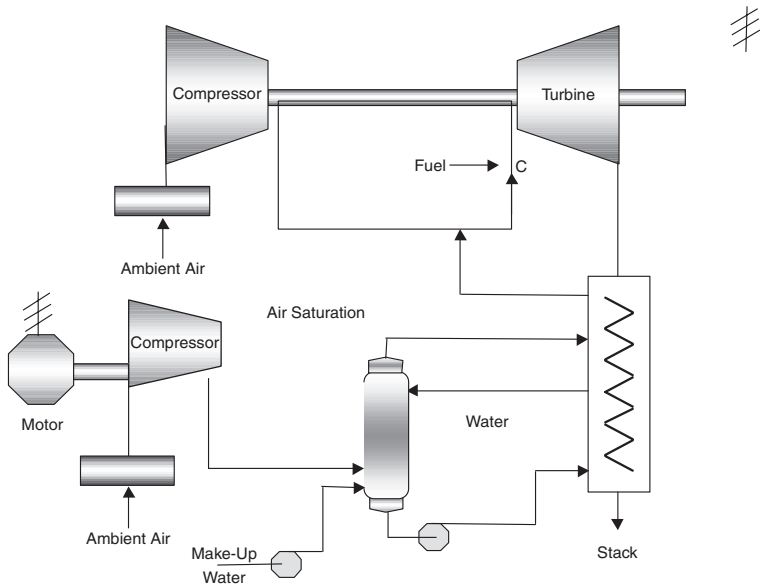 Compressor
Turbine
Fuel
C
Ambient Air
Air Saturation
Compressor
Motor
Water
Ambient Air
Make-Up
Water
Stack